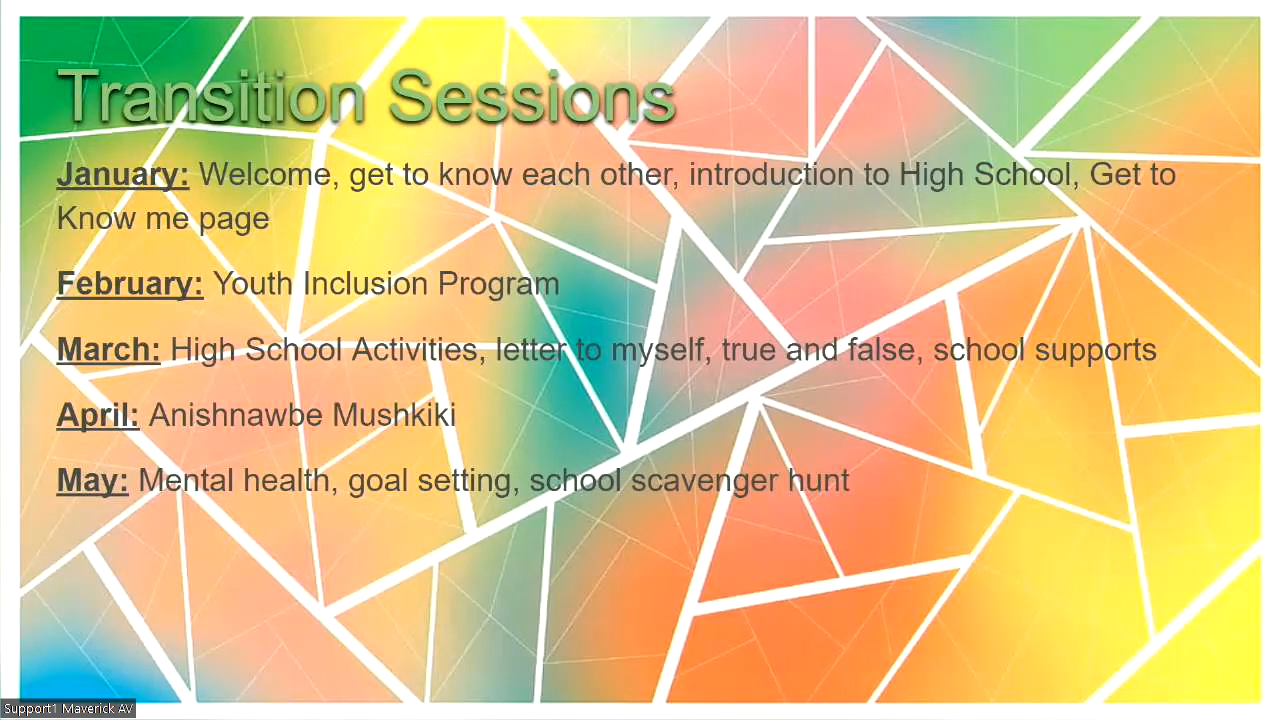 Transition Sessions
January: Welcome, get to know each other, introduction to High School, Get to
Know me page
February: Youth Inclusion Program
March: High School Activities, letter to myself, true and false, school supports
April: Anishnawbe Mushkiki
May: Mental health, goal setting, school scavenger hunt
Support1 Maverick AV